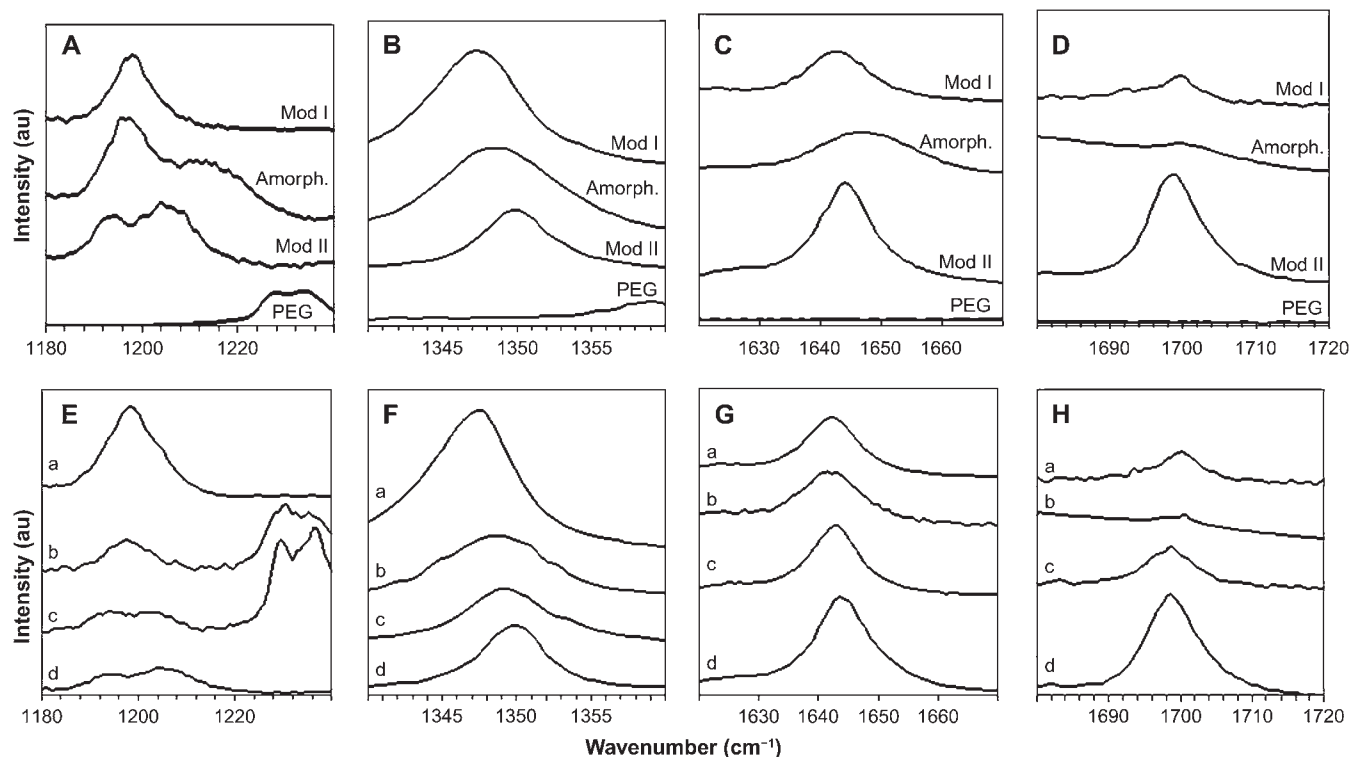 A
B
C
D
Intensity (au)
Mod I
Amorph.
Mod II
PEG
Mod I
Amorph.
Mod II
PEG
Mod I
Amorph.
Mod II
PEG
Mod I
Amorph.
Mod II
PEG
1180 1200 1220
1345 1350 1355
1630 1640 1650 1660
1690 1700 1710 1720
E
F
G
H
Intensity (au)
a
b
c
d
a
b
c
d
a
b
c
d
a
b
c
d
1180 1200 1220
1345 1350 1355
1630 1640 1650 1660
1690 1700 1710 1720
Wavenumber (cm⁻¹)